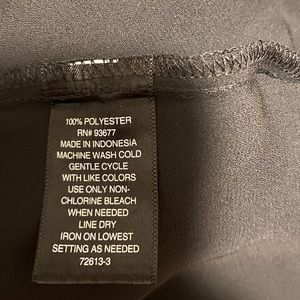 100% POLYESTER
RN# 93677
MADE IN INDONESIA
MACHINE WASH COLD
GENTLE CYCLE
WITH LIKE COLORS
USE ONLY NON-
CHLORINE BLEACH
WHEN NEEDED
LINE DRY
IRON ON LOWEST
SETTING AS NEEDED
72613-3